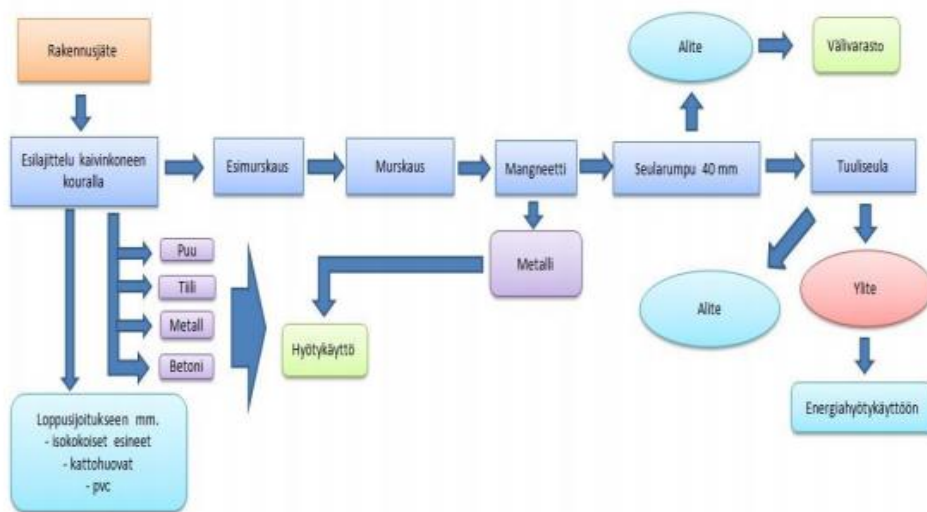 Rakennusjäte
Alite
Välivarasto
Esilajittelu kaivinkoneen
kouralla
Esimurskaus
Murskaus
Mangneetti
Seularumpu 40 mm
Tuuliseula
Puu
Tiili
Metall
Betoni
Metalli
Hyötykäyttö
Alite
Ylite
Energiahyötykäyttöön
Loppusijoitukseen mm.
- isokokoiset esineet
- kattohuovat
- pvc